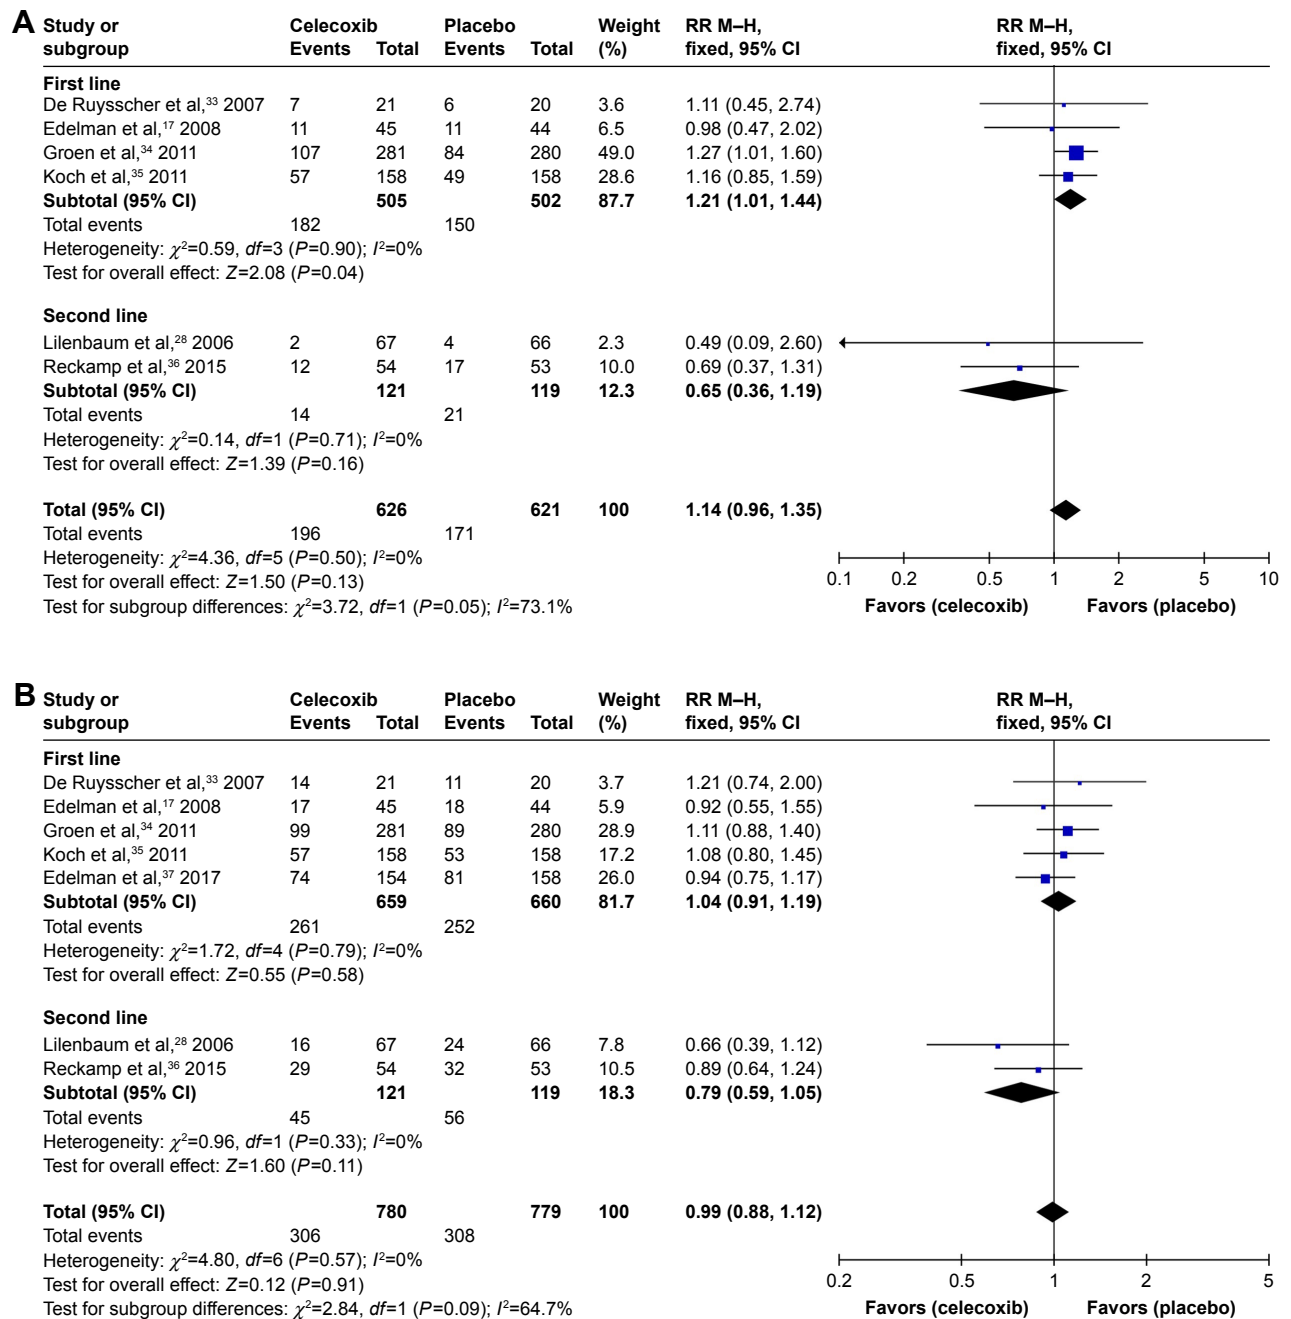 A Study or subgroup Celecoxib Events Total Placebo Events Total Weight (%) RR M–H, fixed, 95% CI RR M–H, fixed, 95% CI
First line
De Ruysscher et al,33 2007 7 21 6 20 3.6 1.11 (0.45, 2.74)
Edelman et al,17 2008 11 45 11 44 6.5 0.98 (0.47, 2.02)
Groen et al,34 2011 107 281 84 280 49.0 1.27 (1.01, 1.60)
Koch et al,35 2011 57 158 49 158 28.6 1.16 (0.85, 1.59)
Subtotal (95% CI) 505 502 87.7 1.21 (1.01, 1.44)
Total events 182 150
Heterogeneity: χ2=0.59, df=3 (P=0.90); I2=0%
Test for overall effect: Z=2.08 (P=0.04)
Second line
Lilenbaum et al,28 2006 2 67 4 66 2.3 0.49 (0.09, 2.60)
Reckamp et al,36 2015 12 54 17 53 10.0 0.69 (0.37, 1.31)
Subtotal (95% CI) 121 119 12.3 0.65 (0.36, 1.19)
Total events 14 21
Heterogeneity: χ2=0.14, df=1 (P=0.71); I2=0%
Test for overall effect: Z=1.39 (P=0.16)
Total (95% CI) 626 621 100 1.14 (0.96, 1.35)
Total events 196 171
Heterogeneity: χ2=4.36, df=5 (P=0.50); I2=0%
Test for overall effect: Z=1.50 (P=0.13)
Test for subgroup differences: χ2=3.72, df=1 (P=0.05); I2=73.1%
0.1 0.2 0.5 1 2 5 10
Favors (celecoxib) Favors (placebo)
B Study or subgroup Celecoxib Events Total Placebo Events Total Weight (%) RR M–H, fixed, 95% CI RR M–H, fixed, 95% CI
First line
De Ruysscher et al,33 2007 14 21 11 20 3.7 1.21 (0.74, 2.00)
Edelman et al,17 2008 17 45 18 44 5.9 0.92 (0.55, 1.55)
Groen et al,34 2011 99 281 89 280 28.9 1.11 (0.88, 1.40)
Koch et al,35 2011 57 158 53 158 17.2 1.08 (0.80, 1.45)
Edelman et al,37 2017 74 154 81 158 26.0 0.94 (0.75, 1.17)
Subtotal (95% CI) 659 660 81.7 1.04 (0.91, 1.19)
Total events 261 252
Heterogeneity: χ2=1.72, df=4 (P=0.79); I2=0%
Test for overall effect: Z=0.55 (P=0.58)
Second line
Lilenbaum et al,28 2006 16 67 24 66 7.8 0.66 (0.39, 1.12)
Reckamp et al,36 2015 29 54 32 53 10.5 0.89 (0.64, 1.24)
Subtotal (95% CI) 121 119 18.3 0.79 (0.59, 1.05)
Total events 45 56
Heterogeneity: χ2=0.96, df=1 (P=0.33); I2=0%
Test for overall effect: Z=1.60 (P=0.11)
Total (95% CI) 780 779 100 0.99 (0.88, 1.12)
Total events 306 308
Heterogeneity: χ2=4.80, df=6 (P=0.57); I2=0%
Test for overall effect: Z=0.12 (P=0.91)
Test for subgroup differences: χ2=2.84, df=1 (P=0.09); I2=64.7%
0.2 0.5 1 2 5
Favors (celecoxib) Favors (placebo)